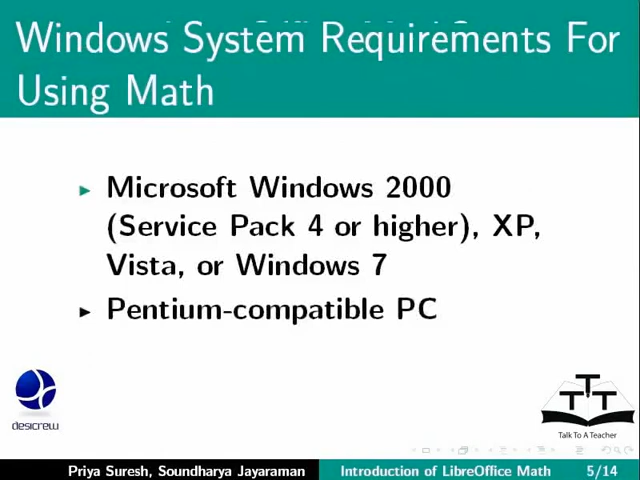 Windows System Requirements For
Using Math
Microsoft Windows 2000
(Service Pack 4 or higher), XP,
Vista, or Windows 7
Pentium-compatible PC
desicrew
TTT
Talk To A Teacher
Priya Suresh, Soundharya Jayaraman Introduction of LibreOffice Math 5/14